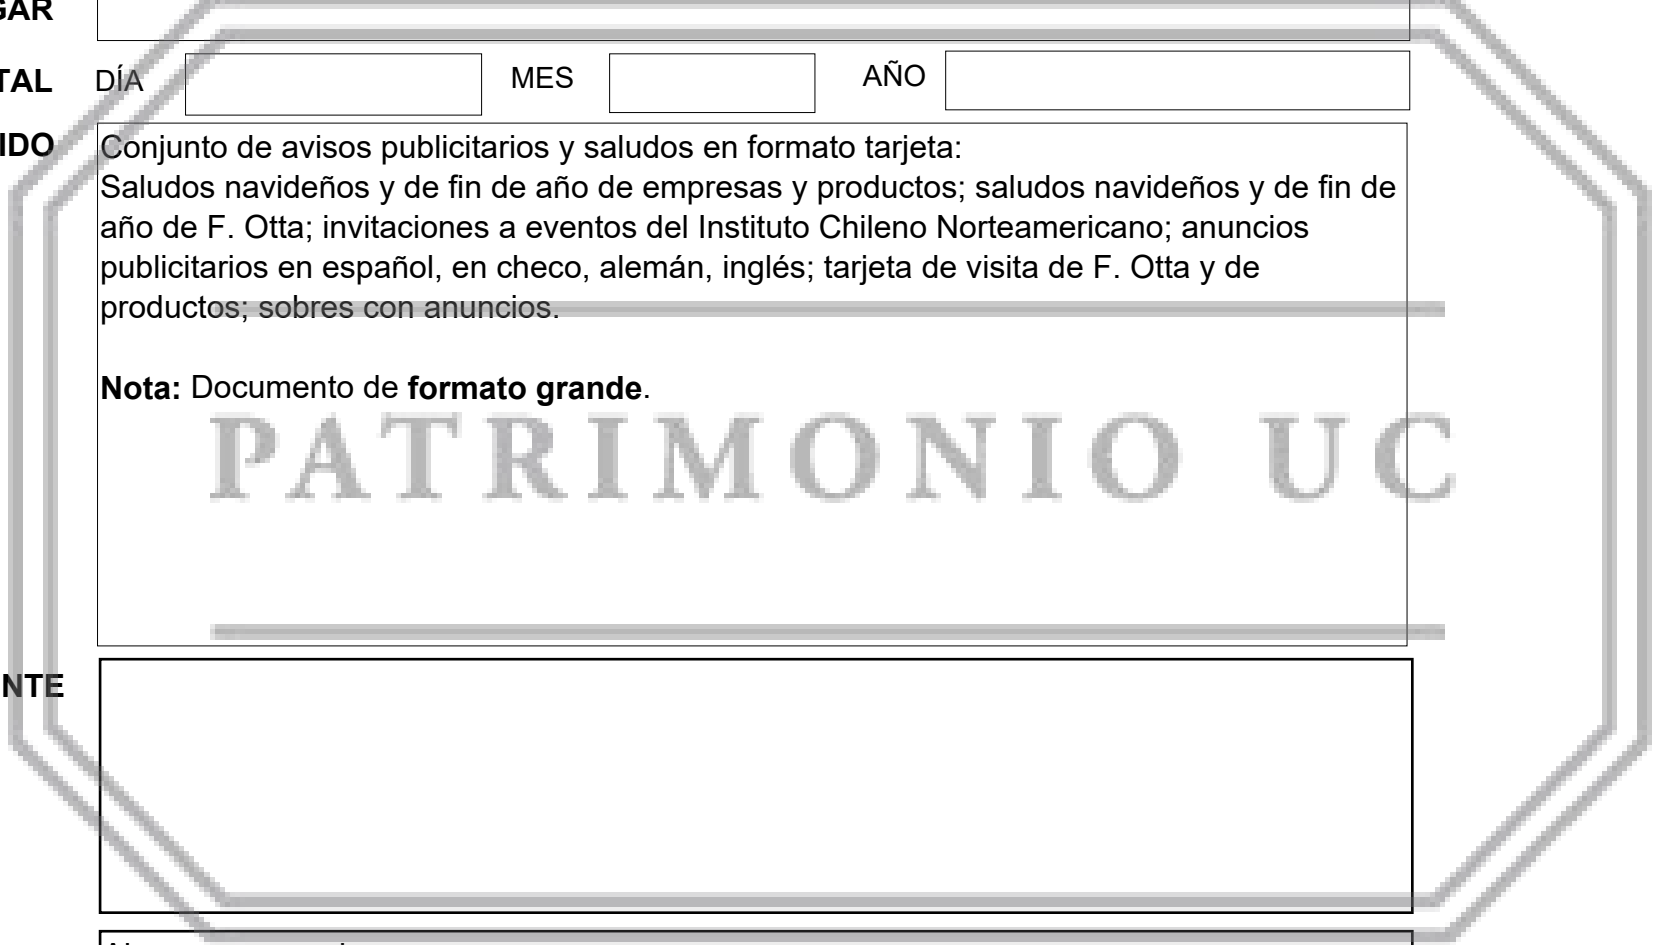 GAR
TAL DÍA MES AÑO
IDO Conjunto de avisos publicitarios y saludos en formato tarjeta:
Saludos navideños y de fin de año de empresas y productos; saludos navideños y de fin de
año de F. Otta; invitaciones a eventos del Instituto Chileno Norteamericano; anuncios
publicitarios en español, en checo, alemán, inglés; tarjeta de visita de F. Otta y de
productos; sobres con anuncios.
Nota: Documento de formato grande.
PATRIMONIO UC
NTE